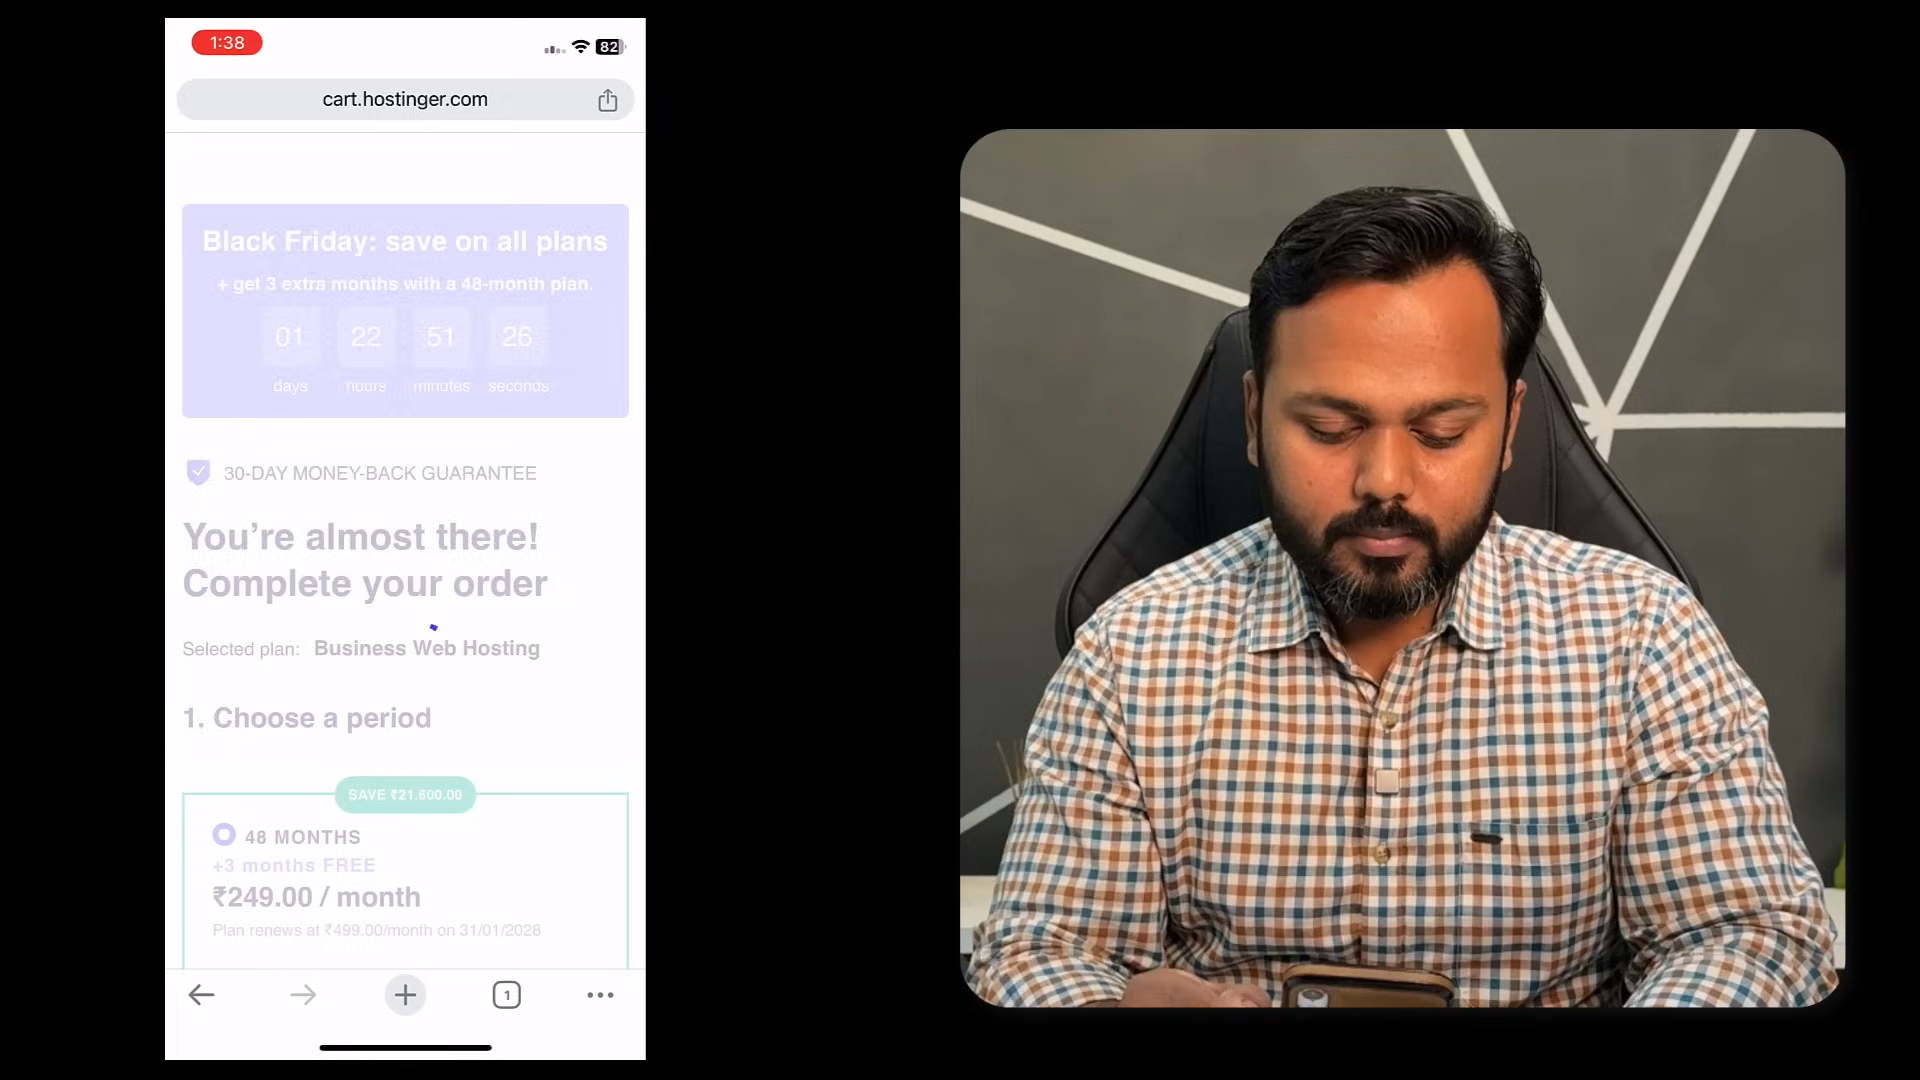 1:38
82
cart.hostinger.com
Black Friday: save on all plans
+ get 3 extra months with a 48-month plan.
01 : 22 : 51 : 26
days hours minutes seconds
30-DAY MONEY-BACK GUARANTEE
You’re almost there!
Complete your order
Selected plan: Business Web Hosting
1. Choose a period
SAVE ₹21,600.00
48 MONTHS
+3 months FREE
₹249.00 / month
Plan renews at ₹499.00/month on 31/01/2028
1